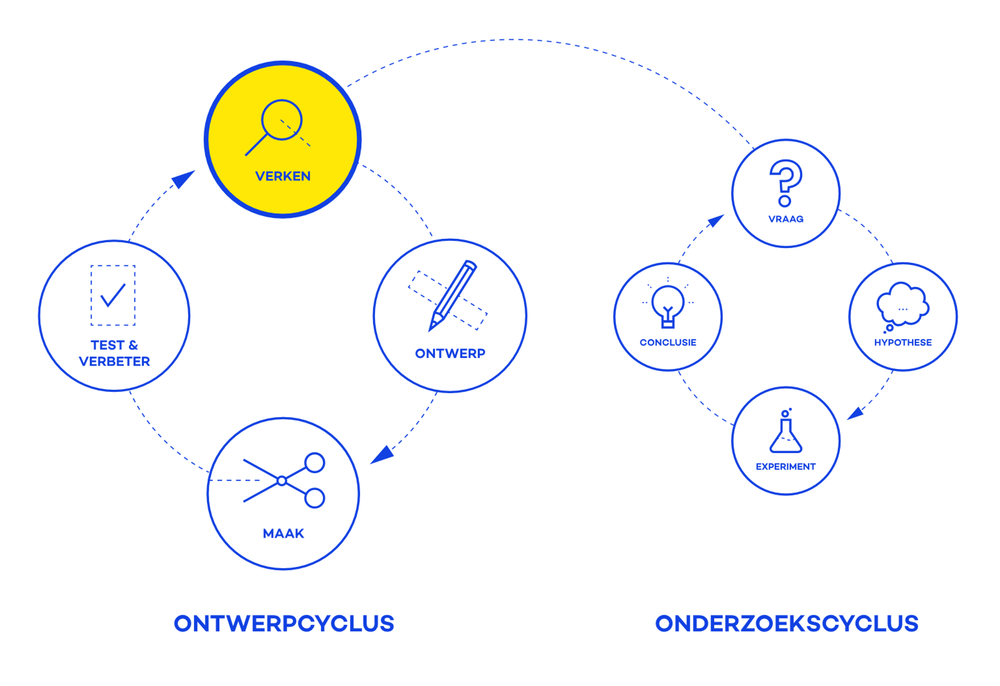 VERKEN
ONTWERP
MAAK
TEST &
VERBETER
ONTWERPCYCLUS
VRAAG
HYPOTHESE
EXPERIMENT
CONCLUSIE
ONDERZOEKSCYCLUS